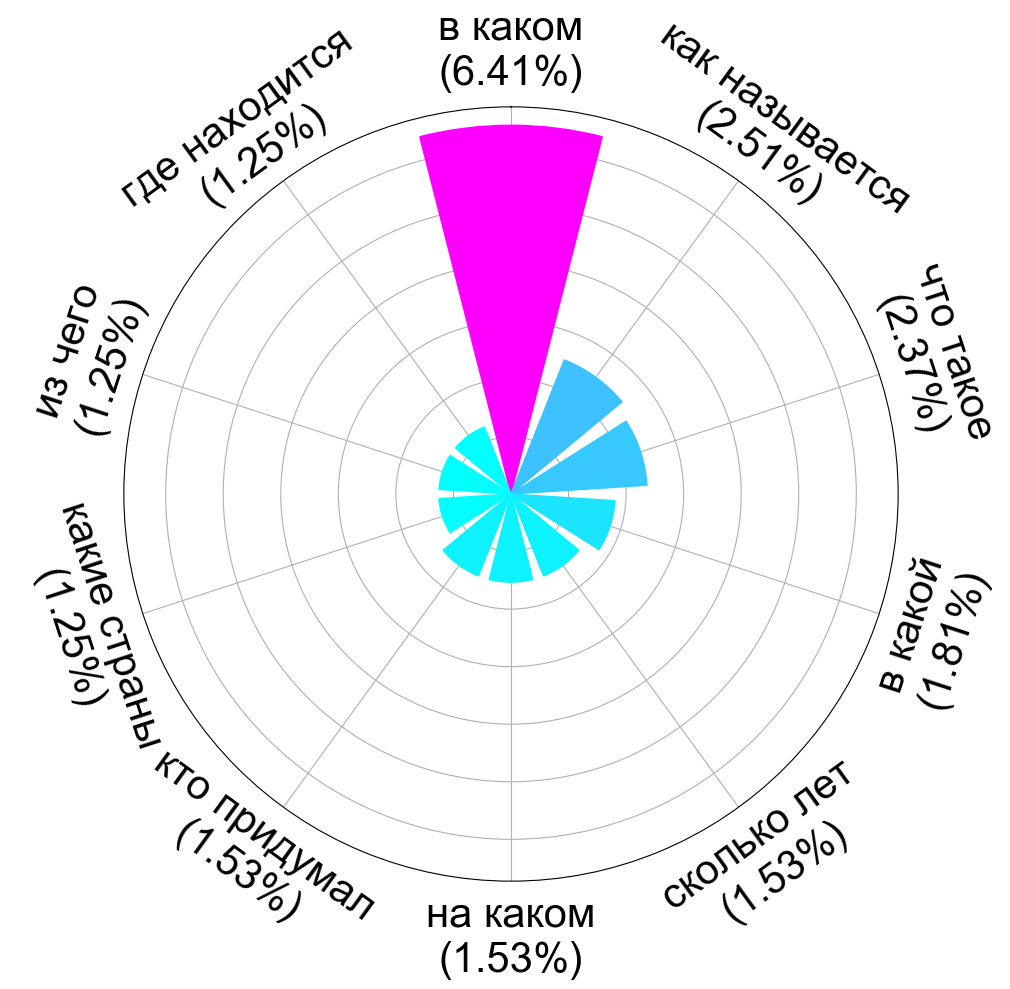 в каком
(6.41%)
как называется
(2.51%)
что такое
(2.37%)
в какой
(1.81%)
сколько лет
(1.53%)
на каком
(1.53%)
кто придумал
(1.53%)
какие страны
(1.25%)
из чего
(1.25%)
где находится
(1.25%)